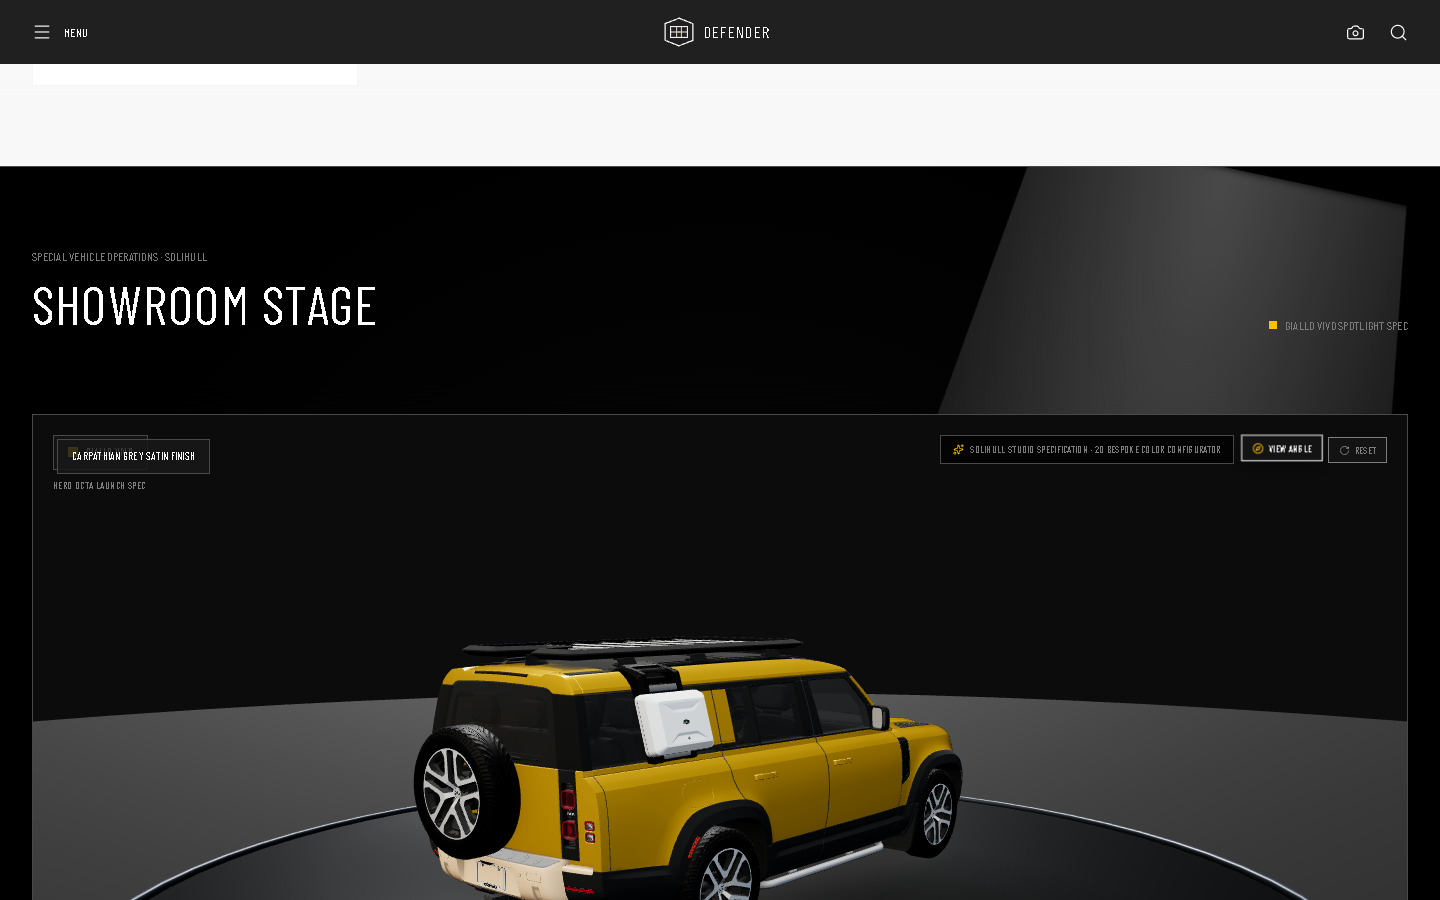 MENU
DEFENDER
SPECIAL VEHICLE OPERATIONS · SOLIHULL
SHOWROOM STAGE
GIALLO VIVO SPOTLIGHT SPEC
CARPATHIAN GREY SATIN FINISH
SOLIHULL STUDIO SPECIFICATION · 20 BESPOKE COLOR CONFIGURATOR
VIEW ANGLE
RESET
HERO OCTA LAUNCH SPEC